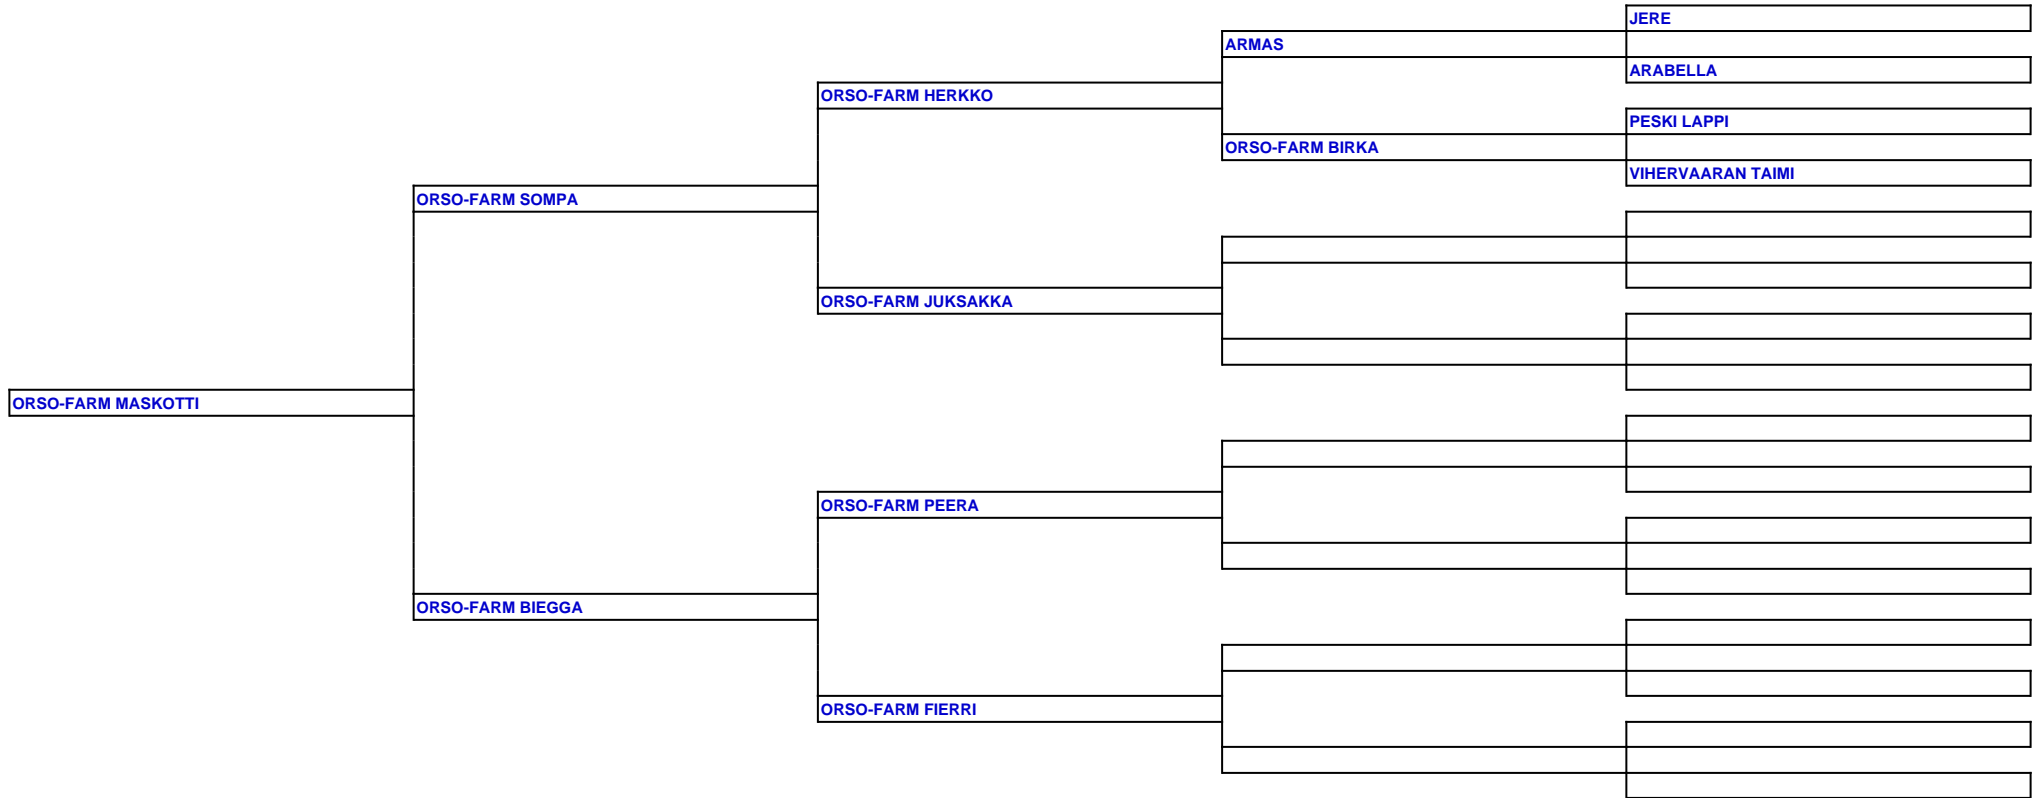 JERE
ARMAS
ARABELLA
ORSO-FARM HERKKO
PESKI LAPPI
ORSO-FARM BIRKA
VIHERVAARAN TAIMI
ORSO-FARM SOMPA
ORSO-FARM JUKSAKKA
ORSO-FARM MASKOTTI
ORSO-FARM PEERA
ORSO-FARM BIEGGA
ORSO-FARM FIERRI